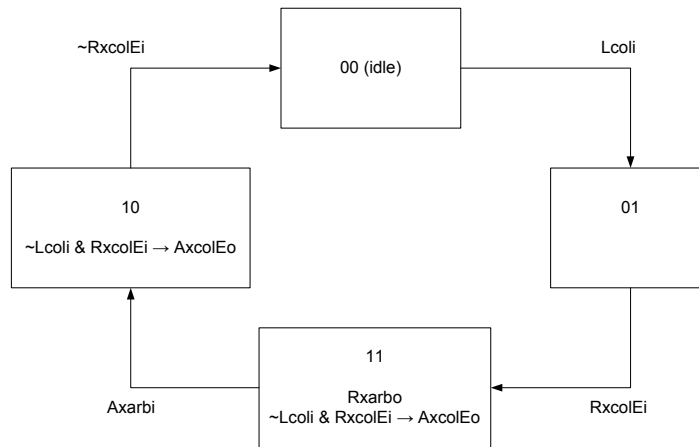 ~RxcolEi
00 (idle)
Lcoli
10
~Lcoli & RxcolEi → AxcolEo
01
11
Rxarbo
~Lcoli & RxcolEi → AxcolEo
Axarbi
RxcolEi